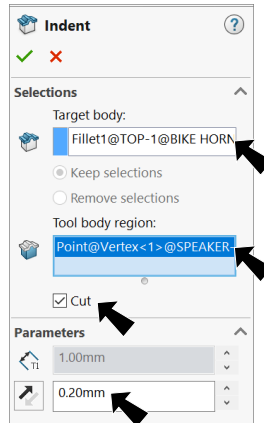 Indent
?
Selections
Target body:
Fillet1@TOP-1@BIKE HORN
Keep selections
Remove selections
Tool body region:
Point@Vertex<1>@SPEAKER-
Cut
Parameters
T1
1.00mm
0.20mm